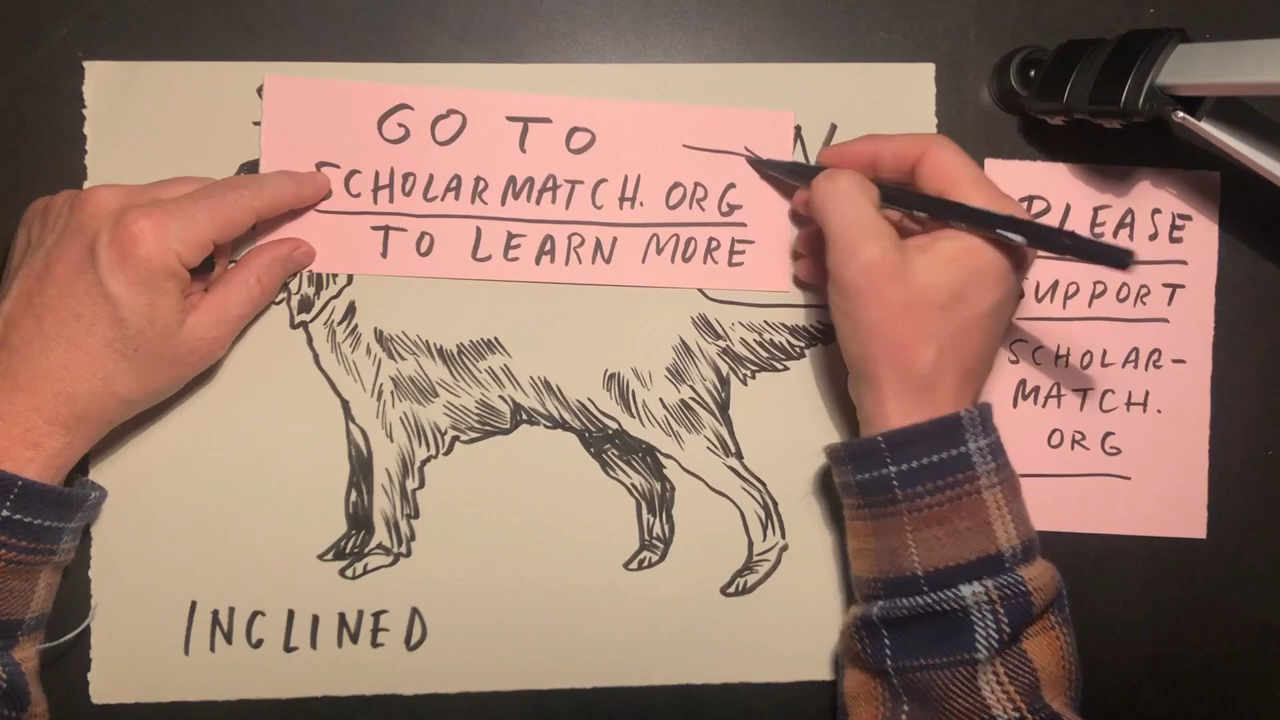 GO TO
SCHOLARMATCH.ORG
TO LEARN MORE
PLEASE
SUPPORT
SCHOLAR-
MATCH.
ORG
INCLINED